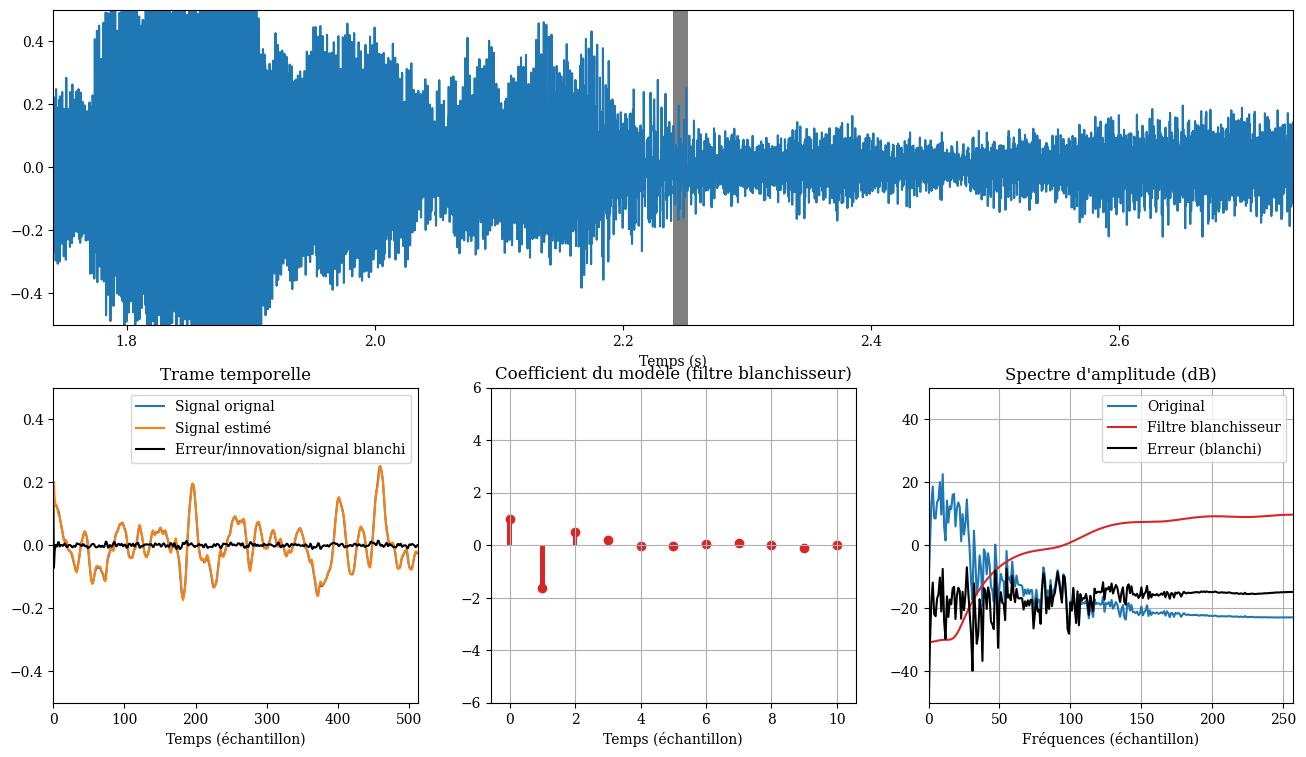 0.4
0.2
0.0
−0.2
−0.4
1.8 2.0 2.2 2.4 2.6
Temps (s)
Trame temporelle
Signal orignal
Signal estimé
Erreur/innovation/signal blanchi
0.4
0.2
0.0
−0.2
−0.4
0 100 200 300 400 500
Temps (échantillon)
Coefficient du modèle (filtre blanchisseur)
6
4
2
0
−2
−4
−6
0 2 4 6 8 10
Temps (échantillon)
Spectre d'amplitude (dB)
Original
Filtre blanchisseur
Erreur (blanchi)
40
20
0
−20
−40
0 50 100 150 200 250
Fréquences (échantillon)